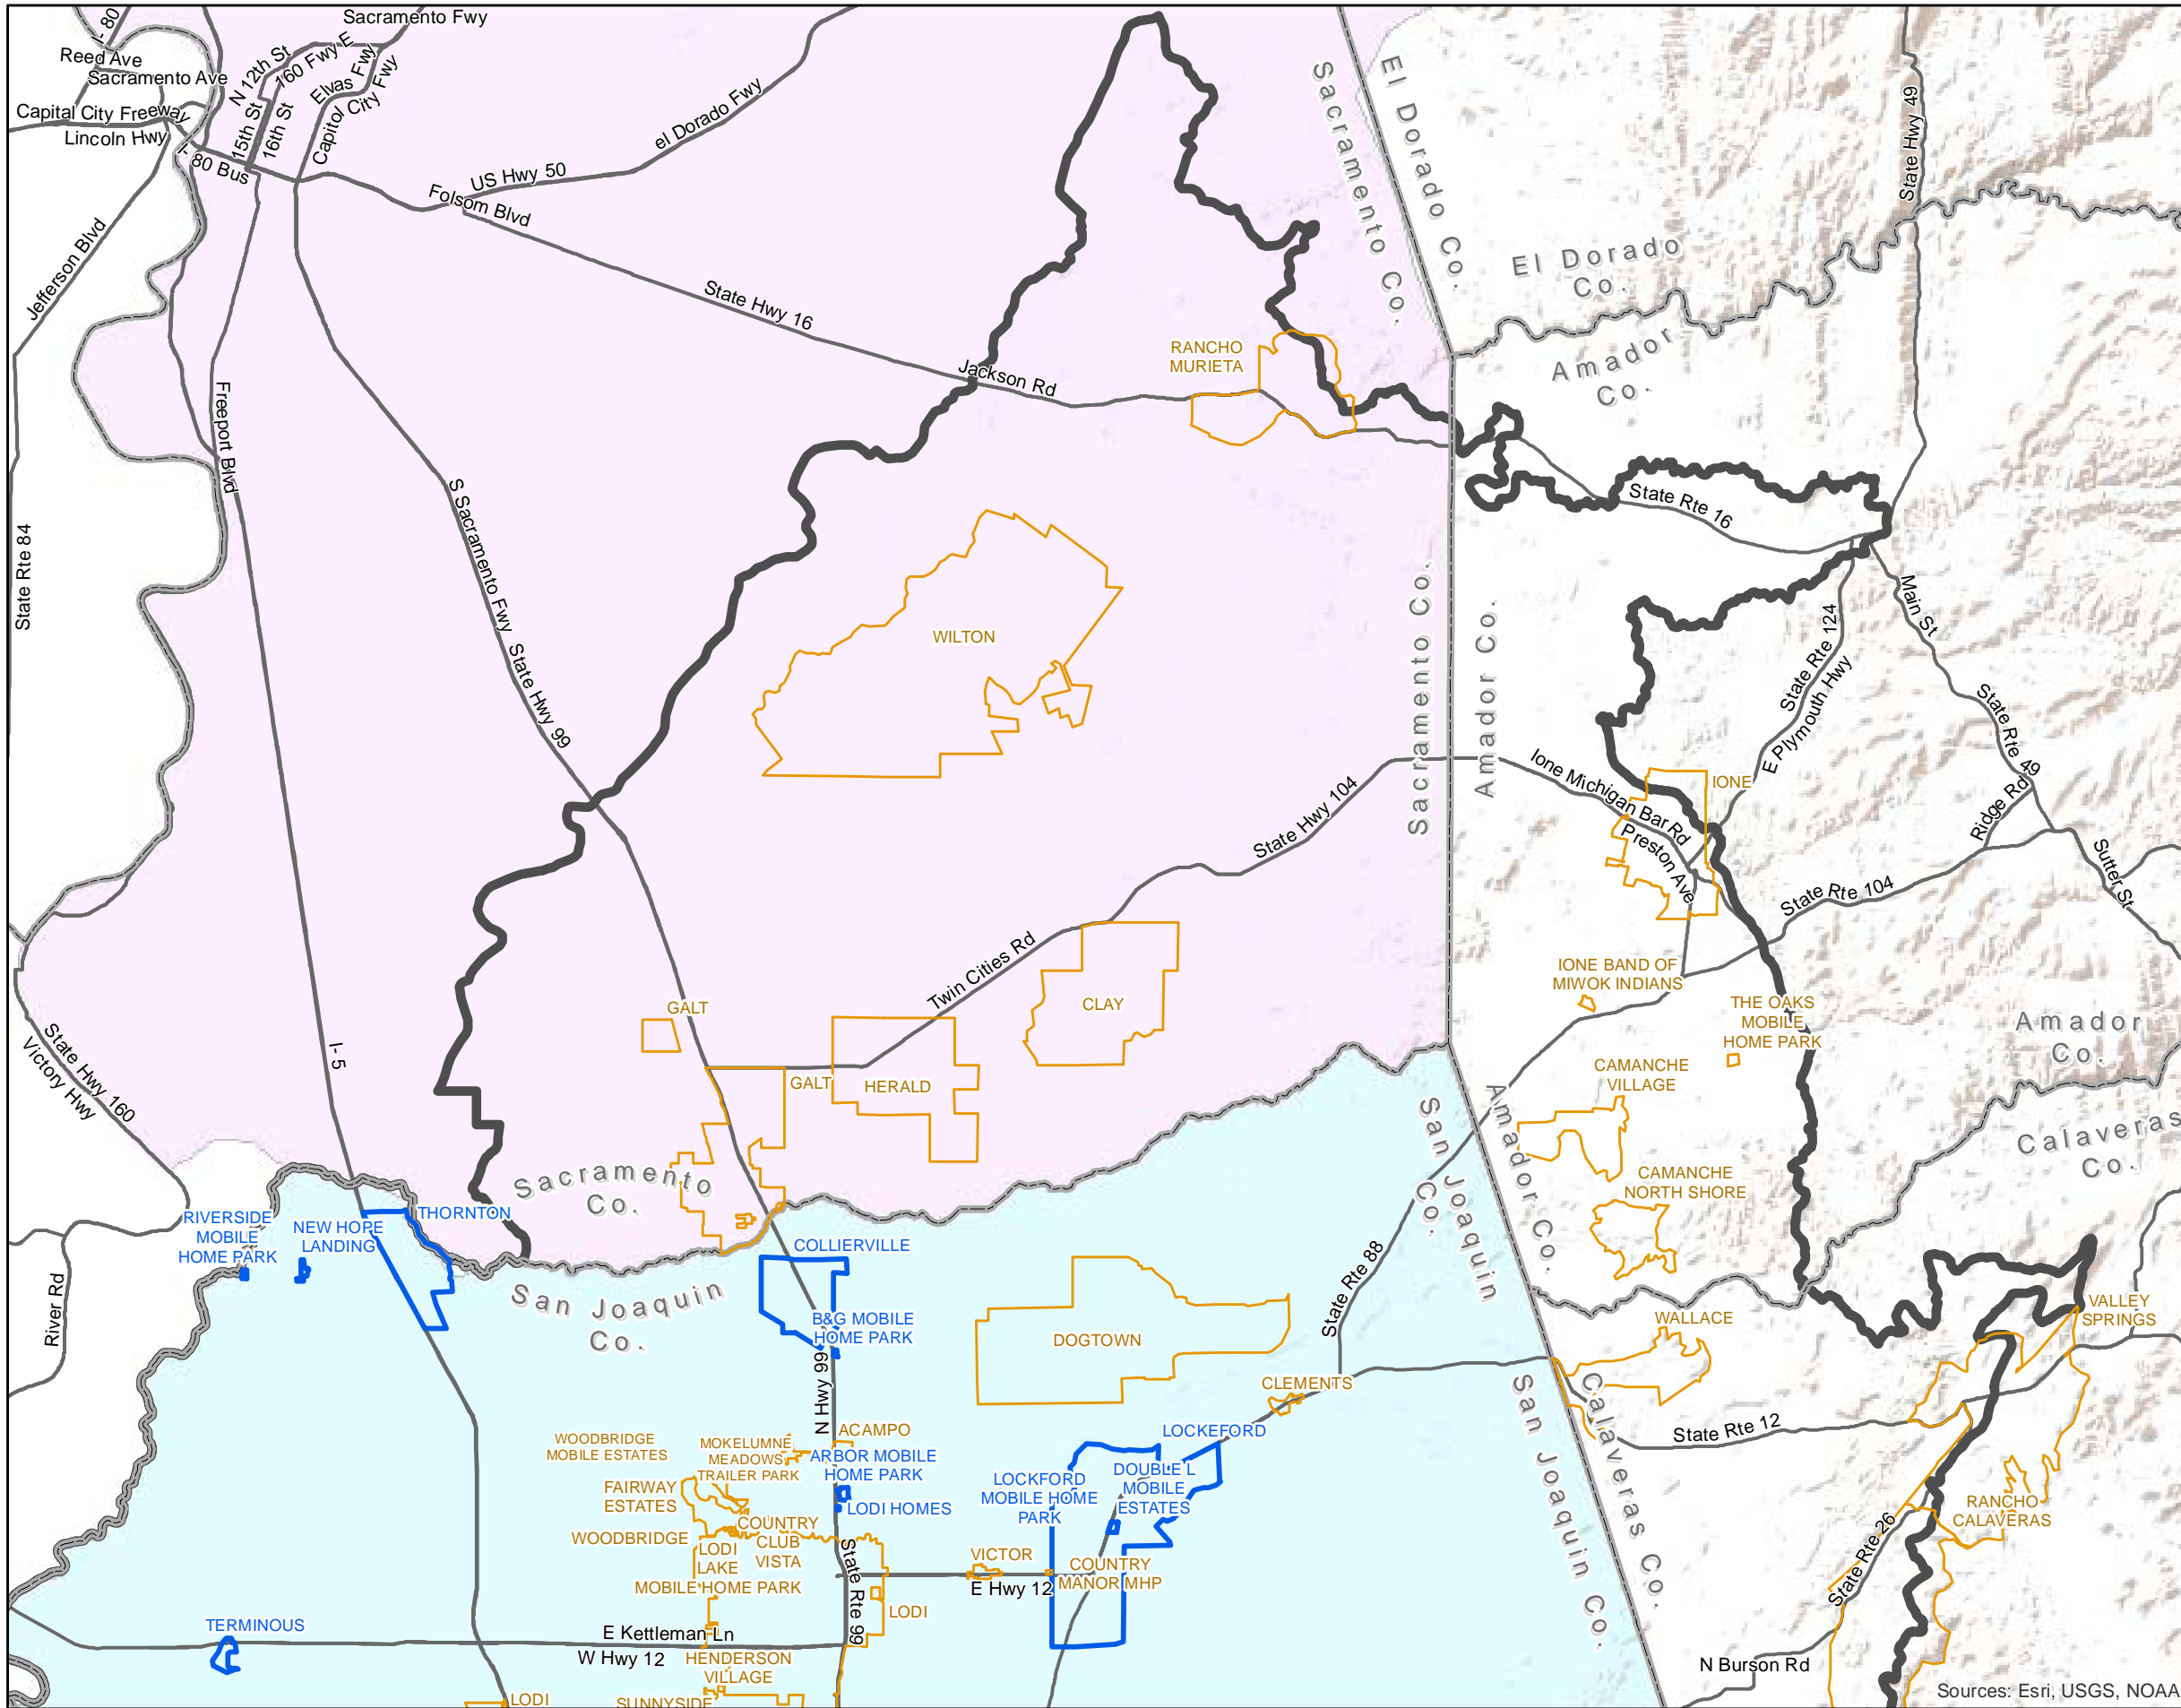 I- 80
Sacramento Fwy
Reed Ave
Sacramento Ave
N 12th St
160 Fwy E
Elvas Fwy
Capitol City Fwy
Capital City Freeway
Lincoln Hwy
15th St
16th St
I- 80 Bus
US Hwy 50
el Dorado Fwy
Folsom Blvd
Jefferson Blvd
State Hwy 16
Jackson Rd
Freeport Blvd
State Rte 84
S Sacramento Fwy
State Hwy 99
Sacramento Co.
El Dorado Co.
State Hwy 49
El Dorado
Co.
Amador
Co.
RANCHO
MURIETA
State Rte 16
WILTON
Sacramento Co.
Amador Co.
Main St
State Rte 124
E Plymouth Hwy
State Rte 49
Ridge Rd
Sutter St
Ione Michigan Bar Rd
IONE
Preston Ave
State Hwy 104
State Rte 104
Twin Cities Rd
CLAY
IONE BAND OF
MIWOK INDIANS
THE OAKS
MOBILE
HOME PARK
GALT
GALT
HERALD
CAMANCHE
VILLAGE
Amador
Co.
Calaveras
Co.
I- 5
State Hwy 160
Victory Hwy
San Joaquin
Co.
Amador Co.
CAMANCHE
NORTH SHORE
Sacramento
Co.
San Joaquin
Co.
RIVERSIDE
MOBILE
HOME PARK
NEW HOPE
LANDING
THORNTON
River Rd
COLLIERVILLE
B&G MOBILE
HOME PARK
N Hwy 99
DOGTOWN
State Rte 88
CLEMENTS
WALLACE
VALLEY
SPRINGS
State Rte 12
San Joaquin Co.
Calaveras Co.
WOODBRIDGE
MOBILE ESTATES
MOKELUMNE
MEADOWS
TRAILER PARK
ACAMPO
ARBOR MOBILE
HOME PARK
LODI HOMES
FAIRWAY
ESTATES
WOODBRIDGE
COUNTRY
CLUB
VISTA
LODI
LAKE
MOBILE HOME PARK
State Rte 99
LODI
LOCKEFORD
LOCKFORD
MOBILE HOME
PARK
DOUBLE L
MOBILE
ESTATES
VICTOR
E Hwy 12
COUNTRY
MANOR MHP
RANCHO
CALAVERAS
State Rte 26
TERMINOUS
E Kettleman Ln
W Hwy 12
HENDERSON
VILLAGE
SUNNYSIDE
LODI
N Burson Rd
Sources: Esri, USGS, NOAA